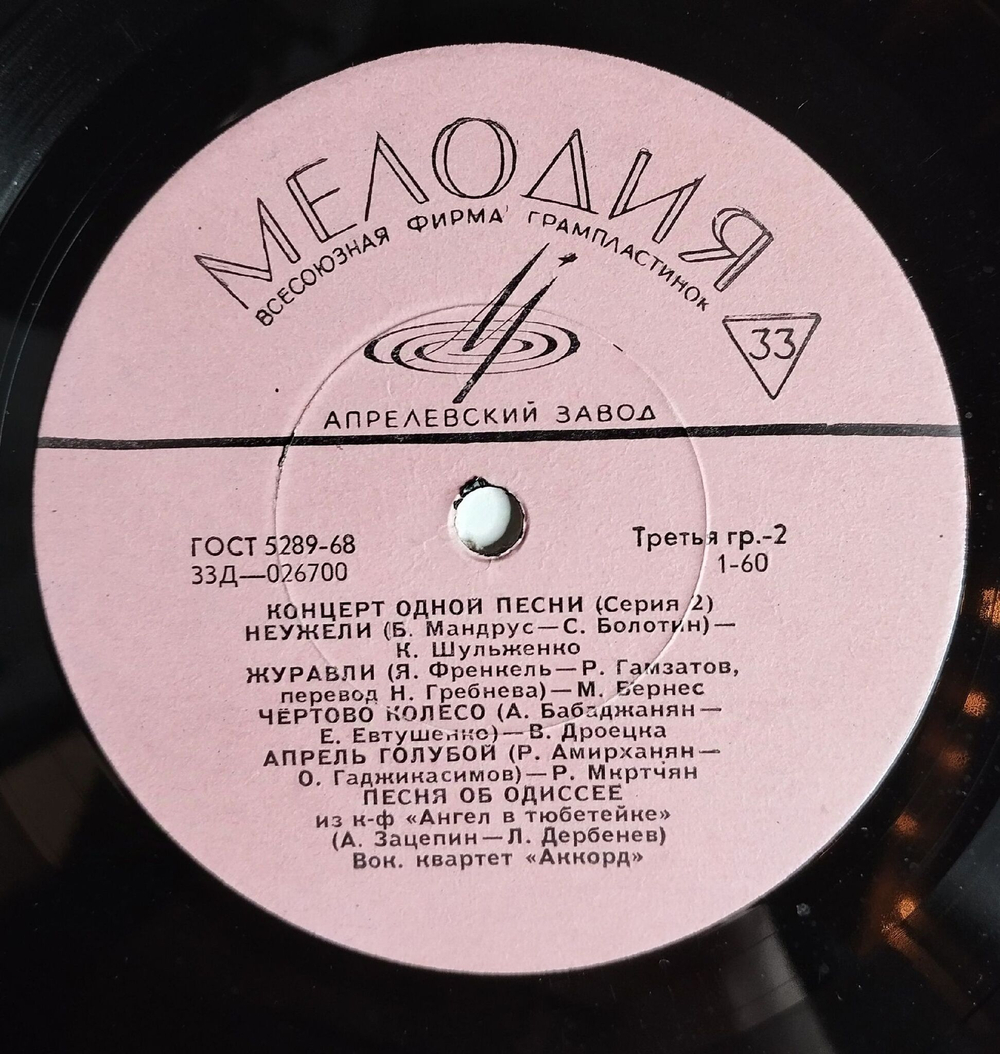 МЕЛОДИЯ
ВСЕСОЮЗНАЯ ФИРМА ГРАМПЛАСТИНОК
33
АПРЕЛЕВСКИЙ ЗАВОД
ГОСТ 5289-68
33Д—026700
Третья гр.-2
1-60
КОНЦЕРТ ОДНОЙ ПЕСНИ (Серия 2)
НЕУЖЕЛИ (Б. Мандрус—С. Болотин)—
К. Шульженко
ЖУРАВЛИ (Я. Френкель—Р. Гамзатов,
перевод Н. Гребнева)—М. Бернес
ЧЁРТОВО КОЛЕСО (А. Бабаджанян—
Е. Евтушенко)—В. Дроецка
АПРЕЛЬ ГОЛУБОЙ (Р. Амирханян—
О. Гаджикасимов)—Р. Мкртчян
ПЕСНЯ ОБ ОДИССЕЕ
из к-ф «Ангел в тюбетейке»
(А. Зацепин—Л. Дербенев)
Вок. квартет «Аккорд»